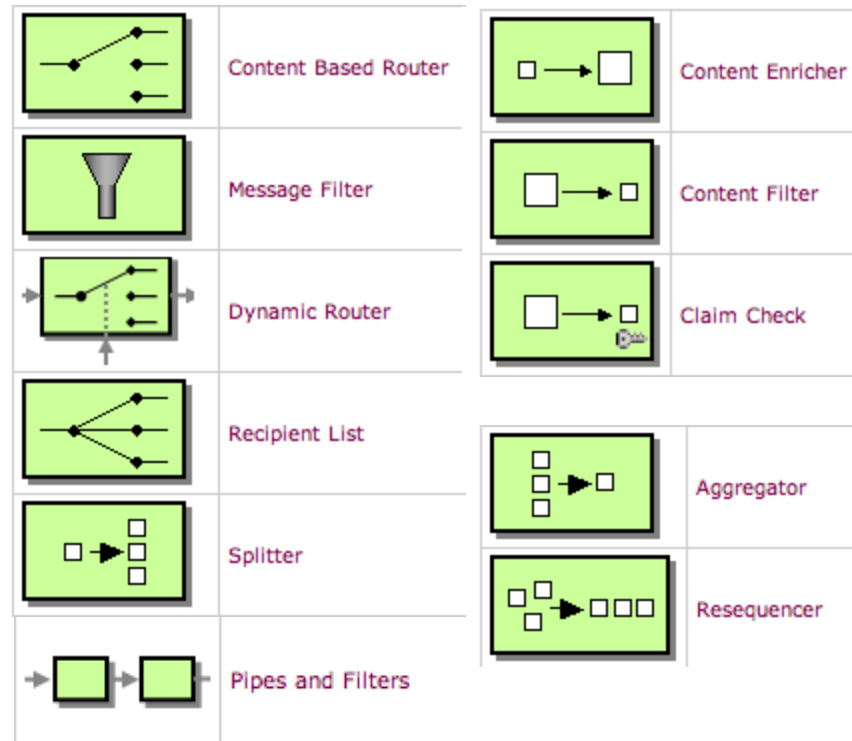 Content Based Router
Message Filter
Dynamic Router
Recipient List
Splitter
Pipes and Filters
Content Enricher
Content Filter
Claim Check
Aggregator
Resequencer